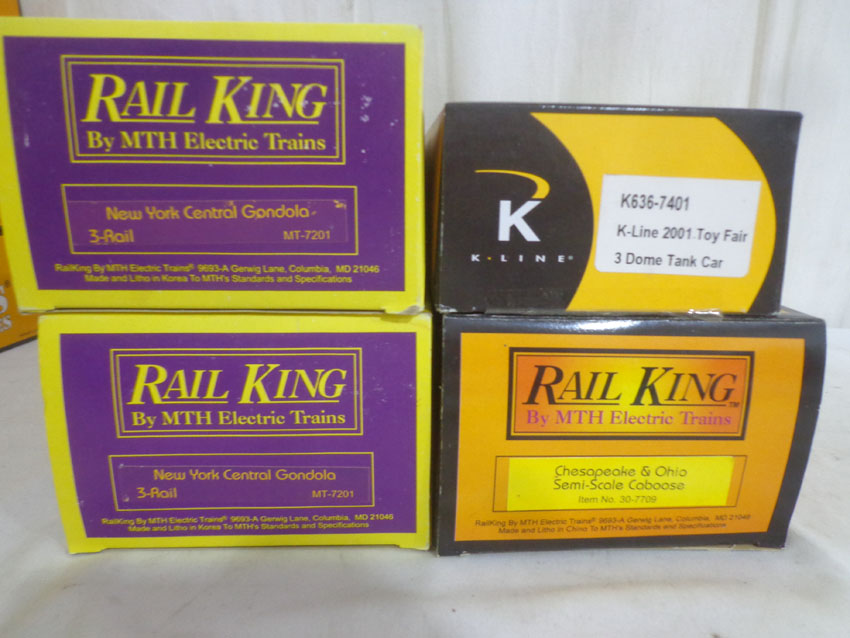 RAIL KING
By MTH Electric Trains
New York Central Gondola
3-Rail MT-7201
RailKing By MTH Electric Trains® 9693-A Gerwig Lane, Columbia, MD 21046
Made and Litho in Korea To MTH's Standards and Specifications
K
K·LINE®
K636-7401
K-Line 2001 Toy Fair
3 Dome Tank Car
RAIL KING
By MTH Electric Trains
New York Central Gondola
3-Rail MT-7201
RailKing By MTH Electric Trains® 9693-A Gerwig Lane, Columbia, MD 21046
Made and Litho in Korea To MTH's Standards and Specifications
RAIL KING™
By MTH Electric Trains
Chesapeake & Ohio
Semi-Scale Caboose
Item No. 30-7709
RailKing By MTH Electric Trains® 9693-A Gerwig Lane, Columbia, MD 21046
Made and Litho in China To MTH's Standards and Specifications